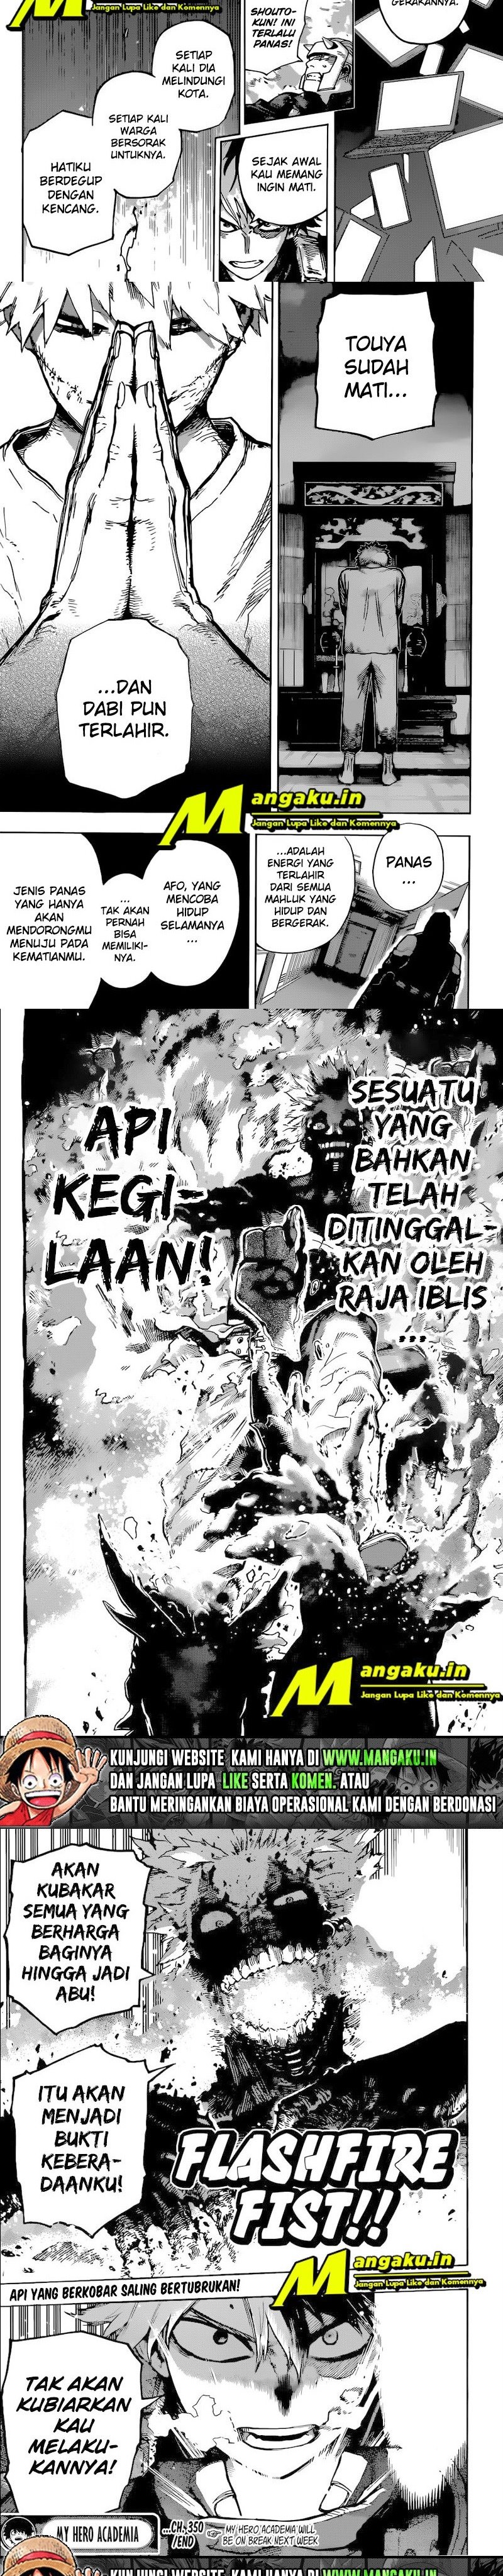 GERAKANNYA.
SHOUTO-
KUN! INI
TERLALU
PANAS!
Jangan Lupa Like dan Komennya
SEJAK AWAL
KAU MEMANG
INGIN MATI.
SETIAP
KALI DIA
MELINDUNGI
KOTA.
SETIAP KALI
WARGA
BERSORAK
UNTUKNYA.
HATIKU
BERDEGUP
DENGAN
KENCANG.
TOUYA
SUDAH
MATI...
...DAN
DABI PUN
TERLAHIR.
Mangaku.in
Jangan Lupa Like dan Komennya
PANAS
...
...ADALAH
ENERGI YANG
TERLAHIR
DARI SEMUA
MAHLUK YANG
HIDUP DAN
BERGERAK.
AFO, YANG
MENCOBA
HIDUP
SELAMANYA
...
...
TAK AKAN
PERNAH
BISA
MEMILIKI-
NYA.
JENIS PANAS
YANG HANYA
AKAN
MENDORONGMU
MENUJU PADA
KEMATIANMU.
SESUATU
YANG
BAHKAN
TELAH
DITINGGAL-
KAN OLEH
RAJA IBLIS
...
API
KEGI-
LAAN!
Mangaku.in
Jangan Lupa Like dan Komennya
KUNJUNGI WEBSITE KAMI HANYA DI WWW.MANGAKU.IN
DAN JANGAN LUPA LIKE SERTA KOMEN. ATAU
BANTU MERINGANKAN BIAYA OPERASIONAL KAMI DENGAN BERDONASI
AKAN
KUBAKAR
SEMUA YANG
BERHARGA
BAGINYA
HINGGA JADI
ABU!
ITU AKAN
MENJADI
BUKTI
KEBERA-
DAANKU!
FLASHFIRE
FIST!!
Mangaku.in
Jangan Lupa Like dan Komennya
API YANG BERKOBAR SALING BERTUBRUKAN!
TAK AKAN
KUBIARKAN
KAU
MELAKU-
KANNYA!
MY HERO ACADEMIA
...CH. 350
/END
MY HERO ACADEMIA WILL
BE ON BREAK NEXT WEEK
KUNJUNGI WEBSITE KAMI HANYA DI WWW.MANGAKU.IN